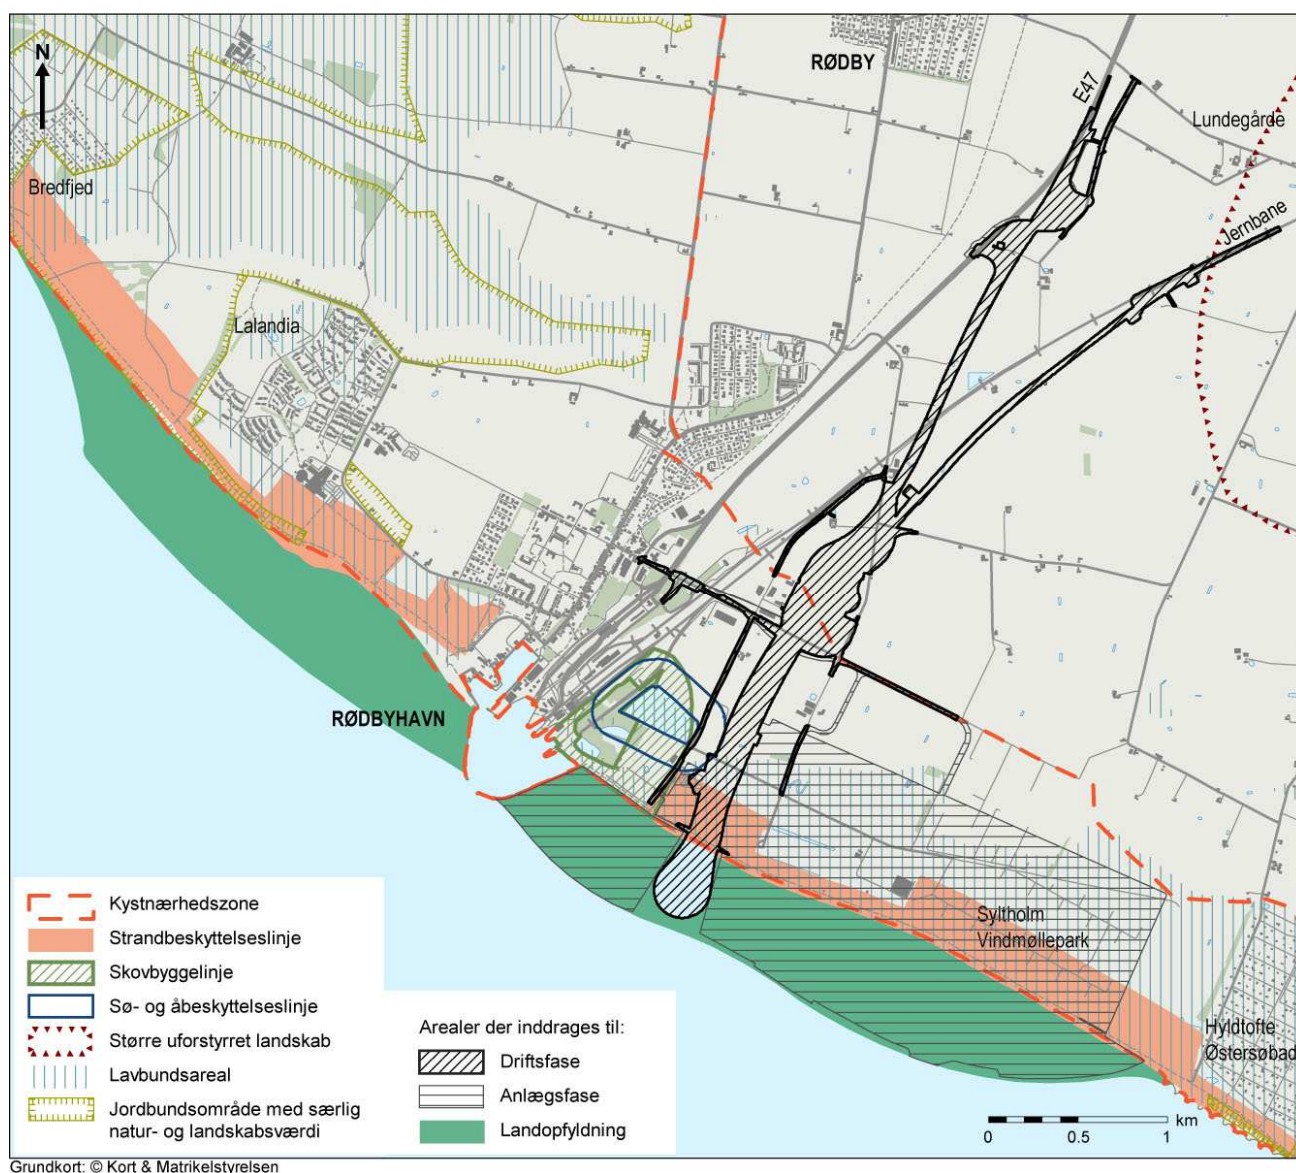 N
RØDBY
E47
Lundegårde
Bredfjed
Jernbane
Lalandia
RØDBYHAVN
Syltholm
Vindmøllepark
Hyldtofte
Østersøbad
Kystnærhedszone
Strandbeskyttelseslinje
Skovbyggelinje
Sø- og åbeskyttelseslinje
Større uforstyrret landskab
Lavbundsareal
Jordbundsområde med særlig
natur- og landskabsværdi
Arealer der inddrages til:
Driftsfase
Anlægsfase
Landopfyldning
km
0 0.5 1
Grundkort: © Kort & Matrikelstyrelsen